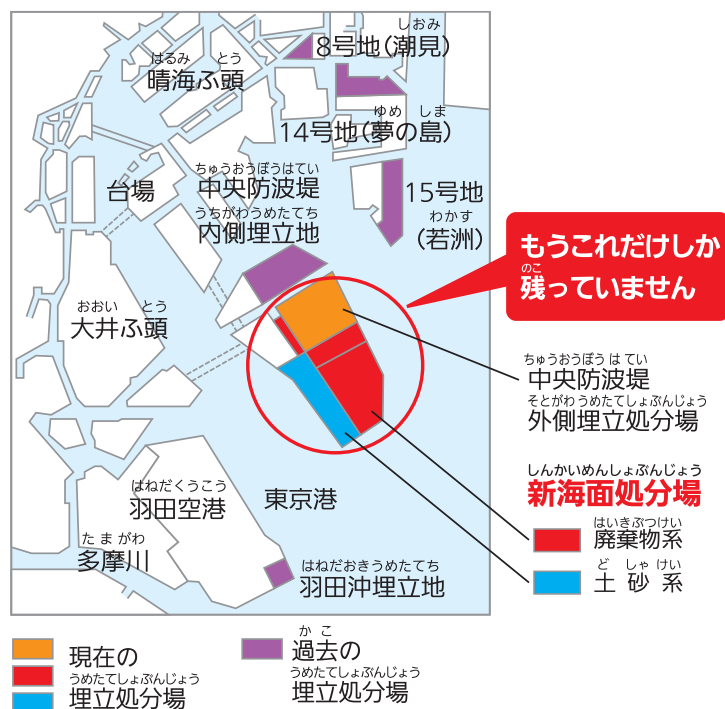 しおみ
8号地(潮見)
はるみ とう
晴海ふ頭
ゆめ しま
14号地(夢の島)
ちゅうおうぼうはてい
中央防波堤
うちがわうめたてち
内側埋立地
台場
15号地
わかす
(若洲)
もうこれだけしか
のこ
残っていません
おおい とう
大井ふ頭
ちゅうおうぼう は てい
中央防波堤
そとがわうめたてしょぶんじょう
外側埋立処分場
しんかいめんしょぶんじょう
新海面処分場
はいきぶつけい
廃棄物系
ど しゃ けい
土砂系
はねだくうこう
羽田空港
東京港
たまがわ
多摩川
はねだおきうめたてち
羽田沖埋立地
現在の
うめたてしょぶんじょう
埋立処分場
かこ
過去の
うめたてしょぶんじょう
埋立処分場